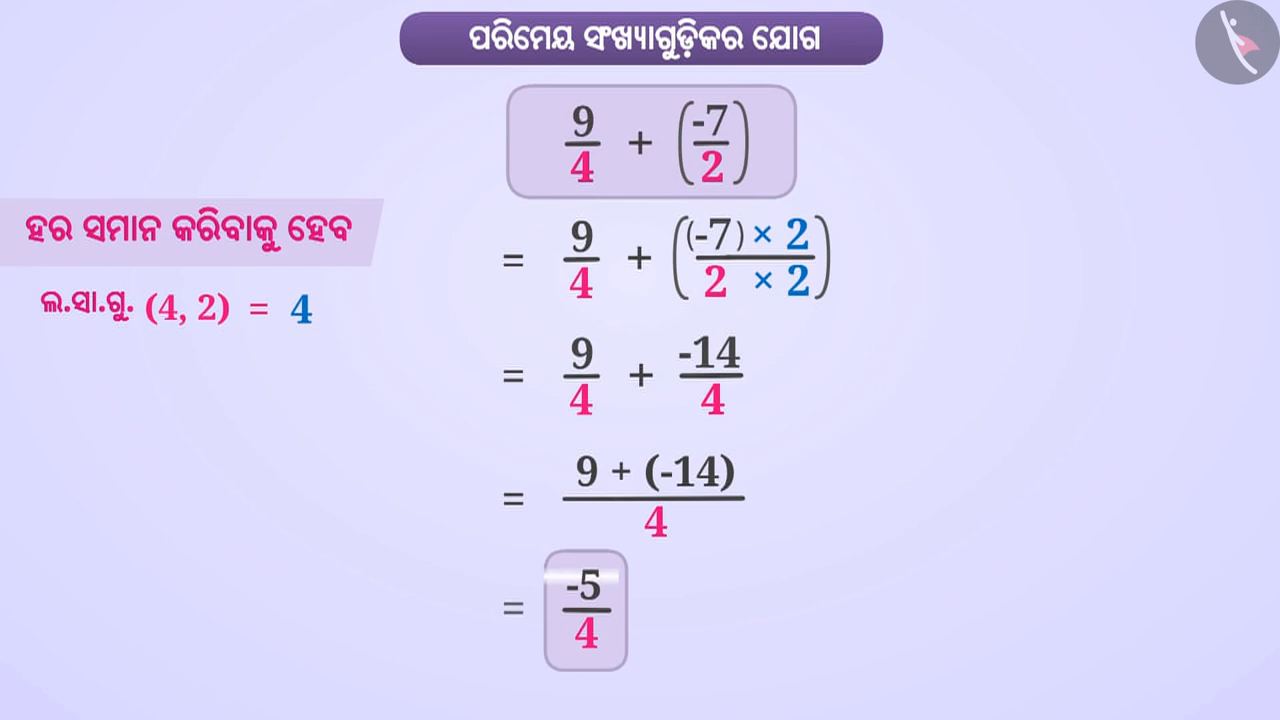 ପରିମେୟ ସଂଖ୍ୟାଗୁଡ଼ିକର ଯୋଗ
9/4 + (-7/2)
ହର ସମାନ କରିବାକୁ ହେବ
= 9/4 + ((-7) × 2 / 2 × 2)
ଲ.ସା.ଗୁ. (4, 2) = 4
= 9/4 + -14/4
= 9 + (-14) / 4
= -5/4